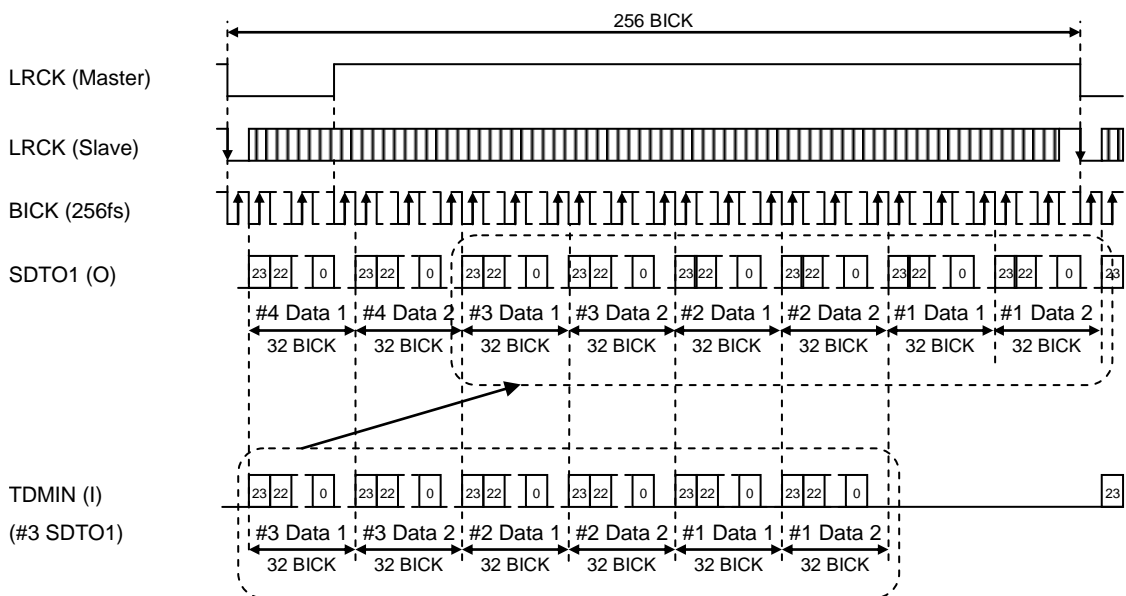 256 BICK
LRCK (Master)
LRCK (Slave)
BICK (256fs)
SDTO1 (O)
23 22 0 23 22 0 23 22 0 23 22 0 23 22 0 23 22 0 23 22 0 23 22 0 23
#4 Data 1 #4 Data 2 #3 Data 1 #3 Data 2 #2 Data 1 #2 Data 2 #1 Data 1 #1 Data 2
32 BICK 32 BICK 32 BICK 32 BICK 32 BICK 32 BICK 32 BICK 32 BICK
TDMIN (I)
23 22 0 23 22 0 23 22 0 23 22 0 23 22 0 23 22 0 23
(#3 SDTO1)
#3 Data 1 #3 Data 2 #2 Data 1 #2 Data 2 #1 Data 1 #1 Data 2
32 BICK 32 BICK 32 BICK 32 BICK 32 BICK 32 BICK